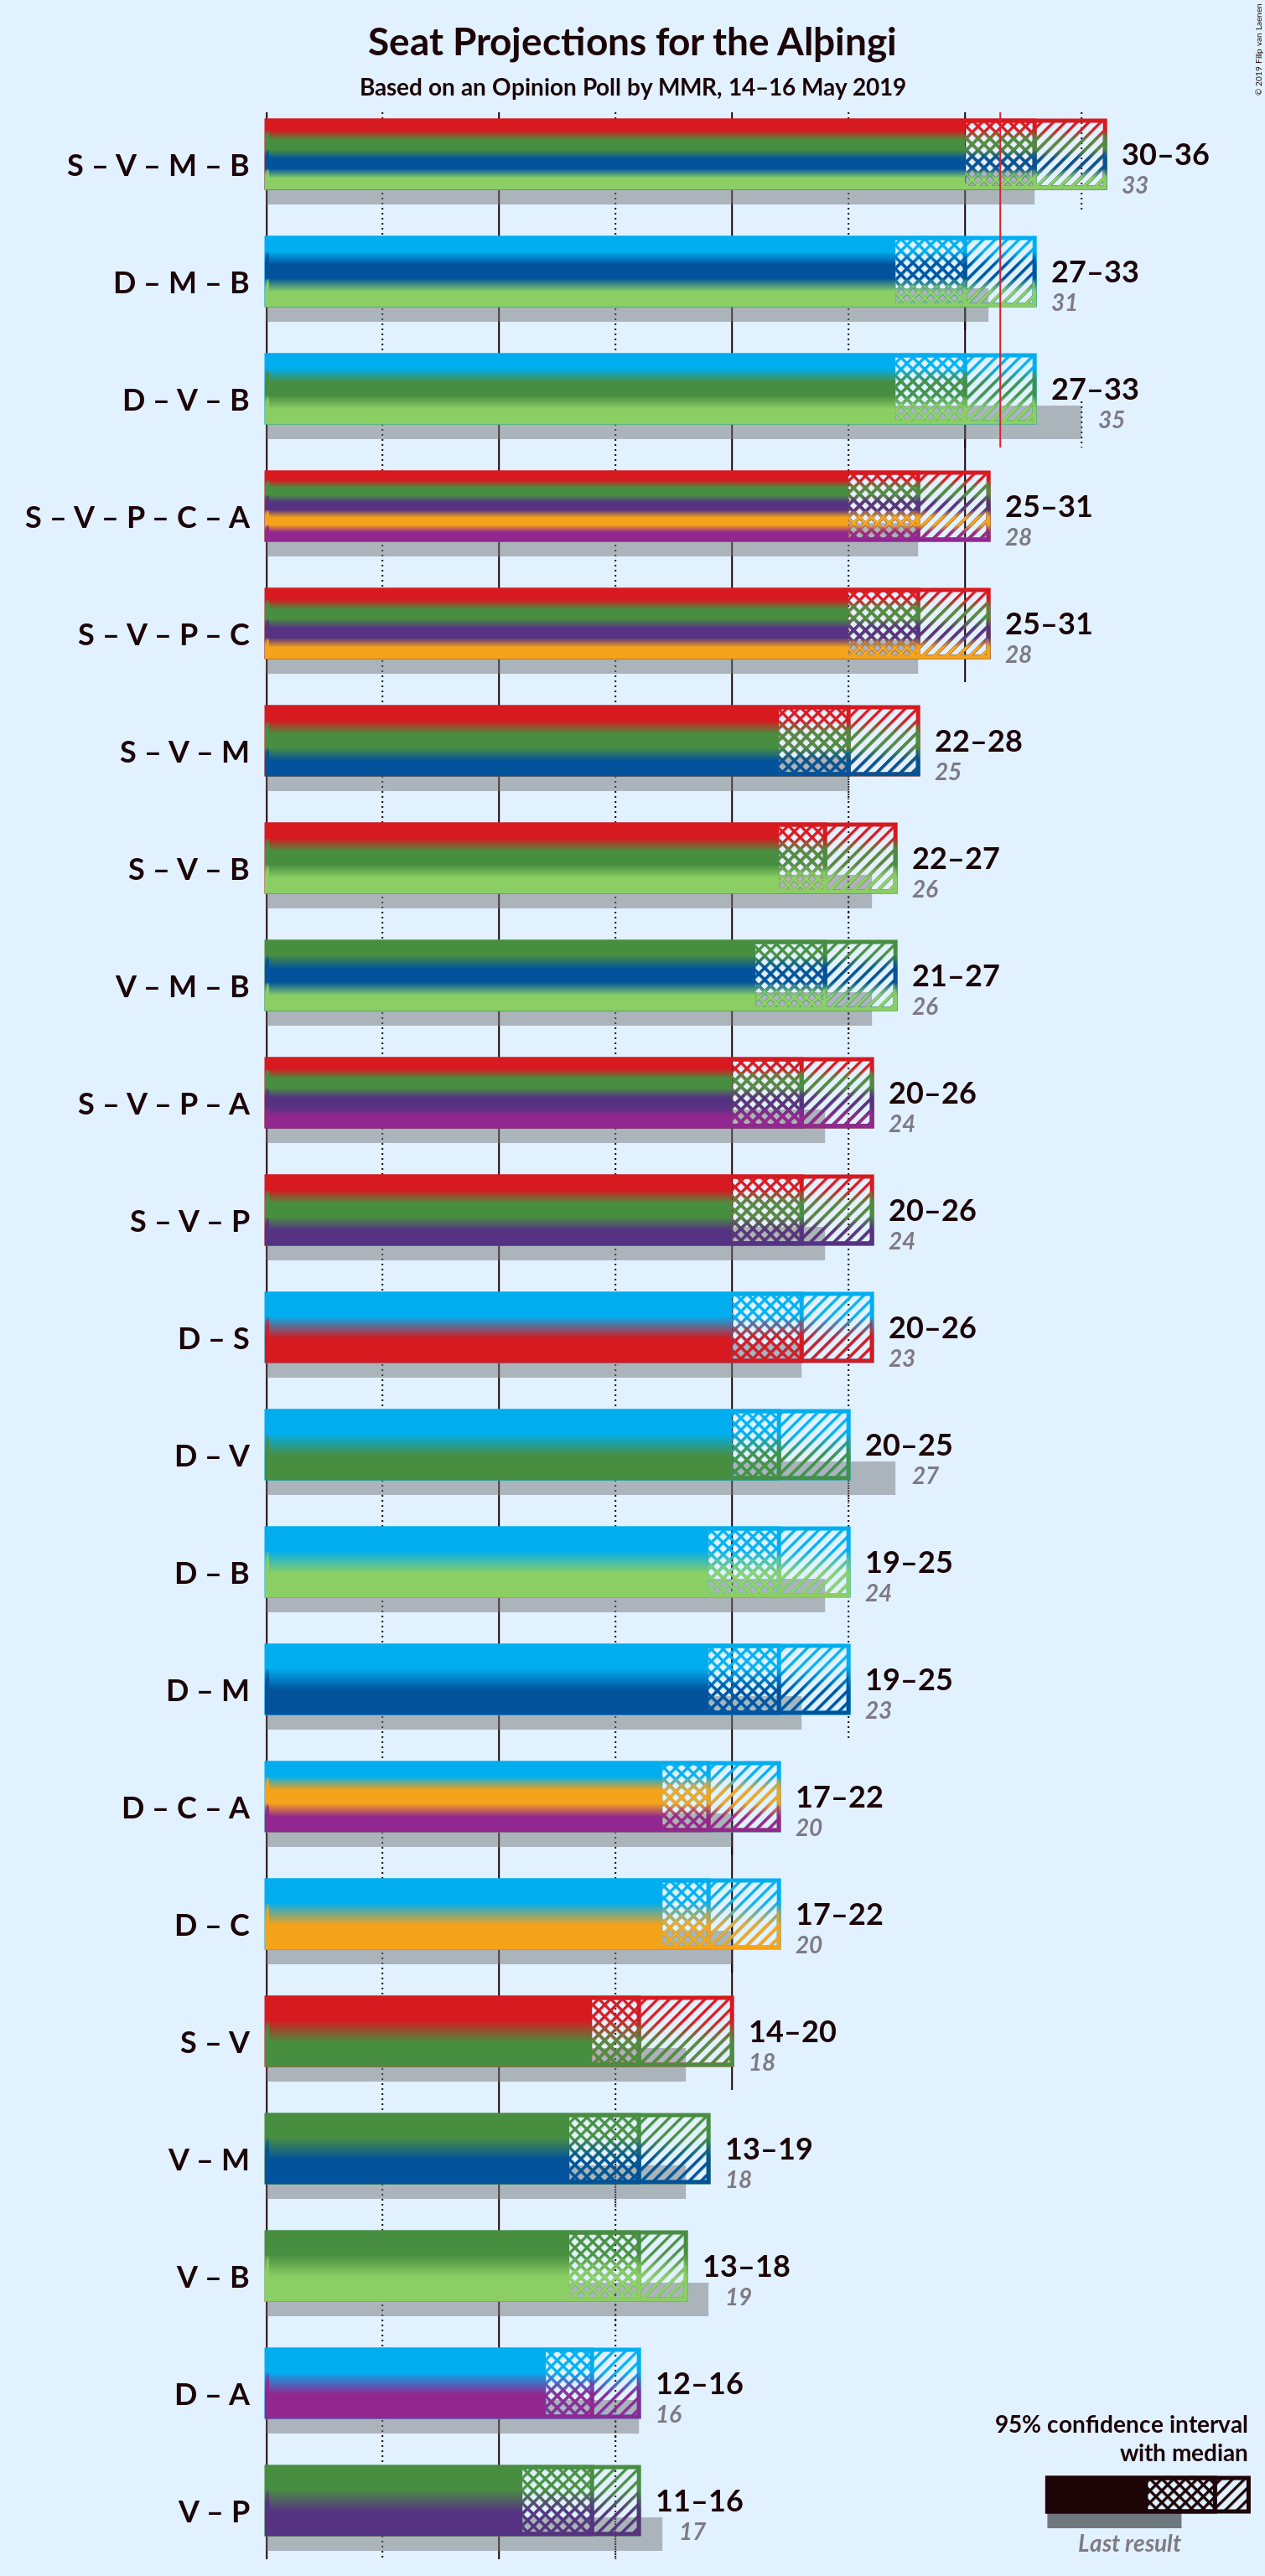 Seat Projections for the Alþingi
Based on an Opinion Poll by MMR, 14–16 May 2019
© 2019 Filip van Laenen
S – V – M – B
30–36
33
D – M – B
27–33
31
D – V – B
27–33
35
S – V – P – C – A
25–31
28
S – V – P – C
25–31
28
S – V – M
22–28
25
S – V – B
22–27
26
V – M – B
21–27
26
S – V – P – A
20–26
24
S – V – P
20–26
24
D – S
20–26
23
D – V
20–25
27
D – B
19–25
24
D – M
19–25
23
D – C – A
17–22
20
D – C
17–22
20
S – V
14–20
18
V – M
13–19
18
V – B
13–18
19
D – A
12–16
16
V – P
11–16
17
95% confidence interval
with median
Last result